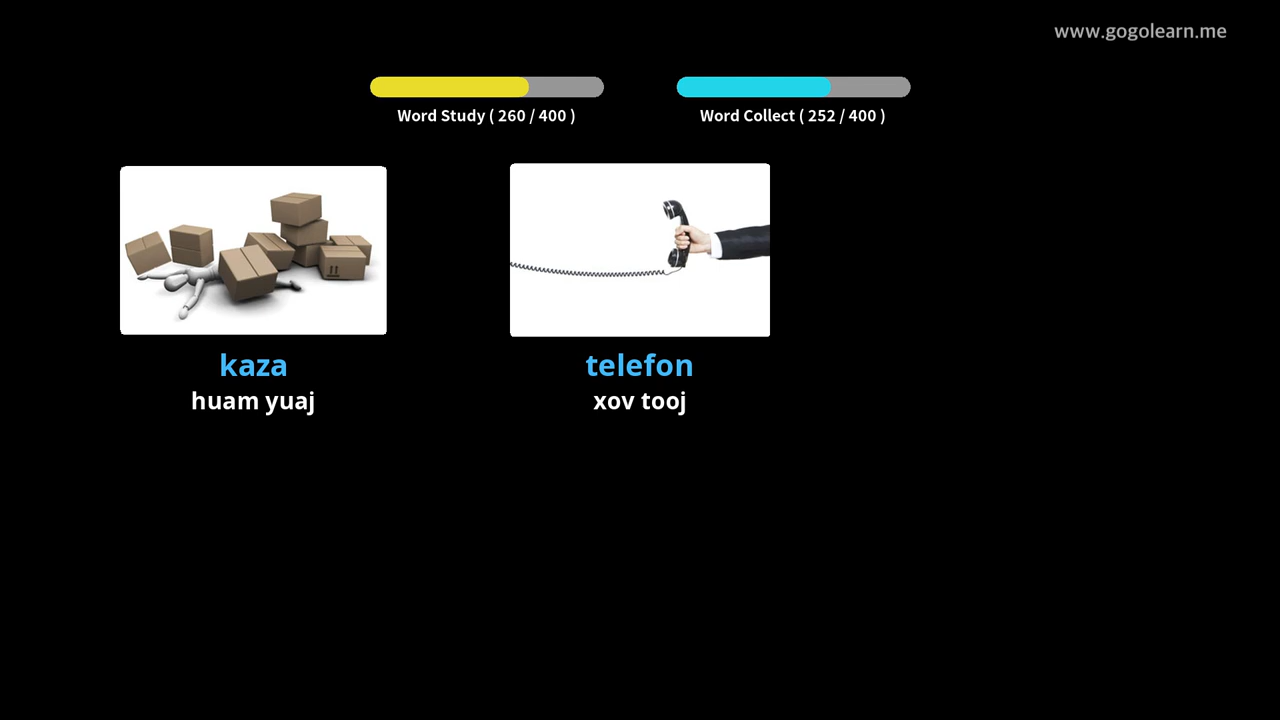 www.gogolearn.me
Word Study ( 260 / 400 )
Word Collect ( 252 / 400 )
kaza
huam yuaj
telefon
xov tooj